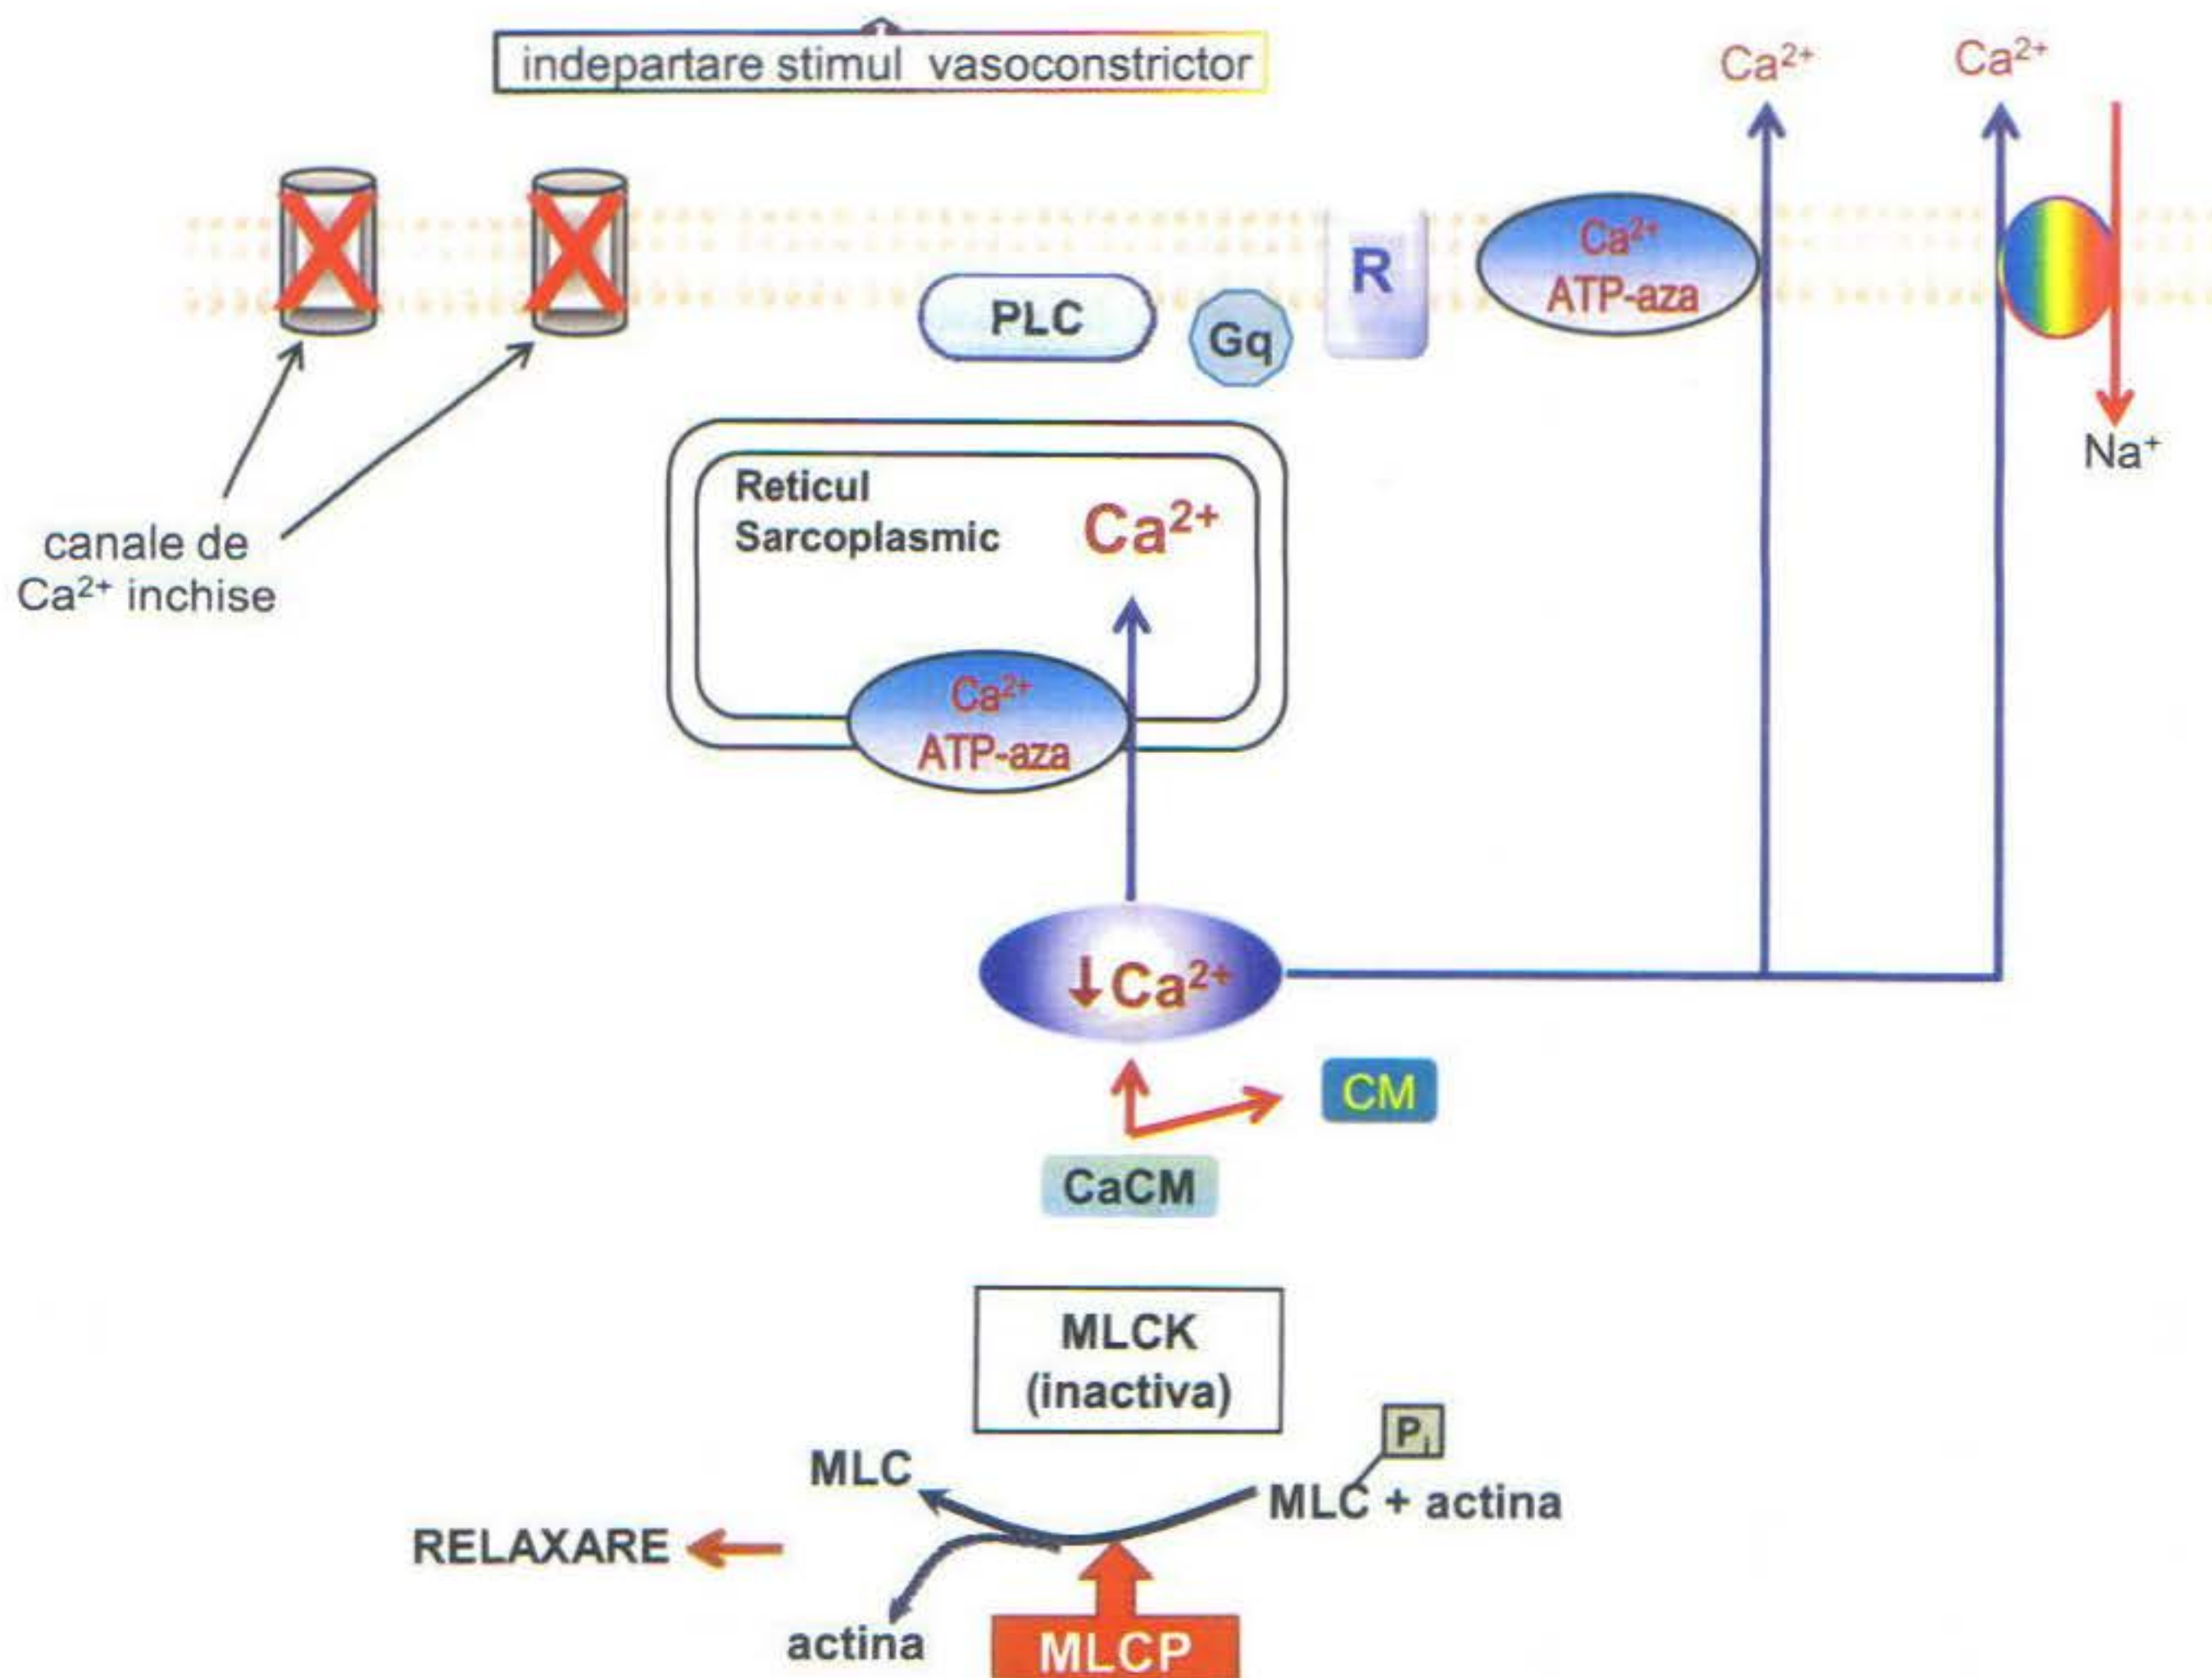 indepartare stimul vasoconstrictor
Ca²⁺
Ca²⁺
Ca²⁺
ATP-aza
R
PLC
Gq
Na⁺
Reticul
Sarcoplasmic
Ca²⁺
canale de
Ca²⁺ inchise
Ca²⁺
ATP-aza
↓Ca²⁺
CM
CaCM
MLCK
(inactiva)
Pi
MLC
MLC + actina
RELAXARE
actina
MLCP